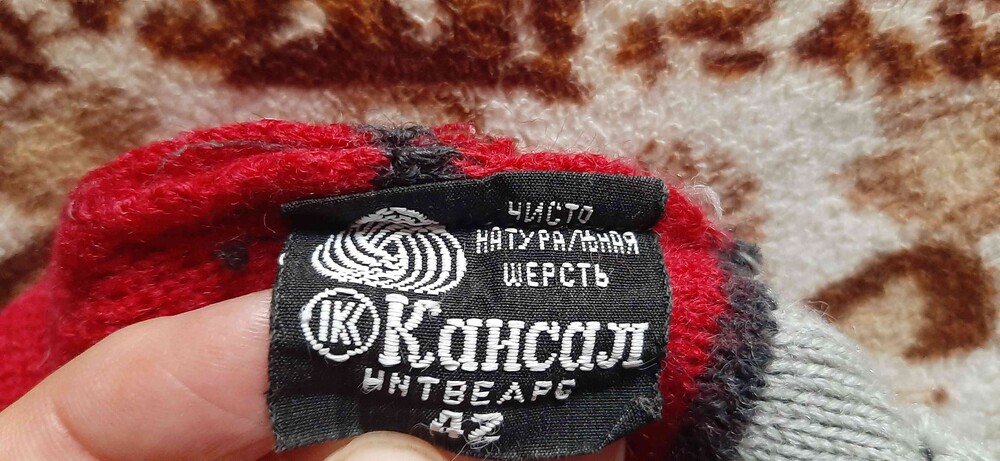 ЧИСТО
НАТУРАЛЬНАЯ
ШЕРСТЬ
IK Кансал
НИТВЕАРС
42